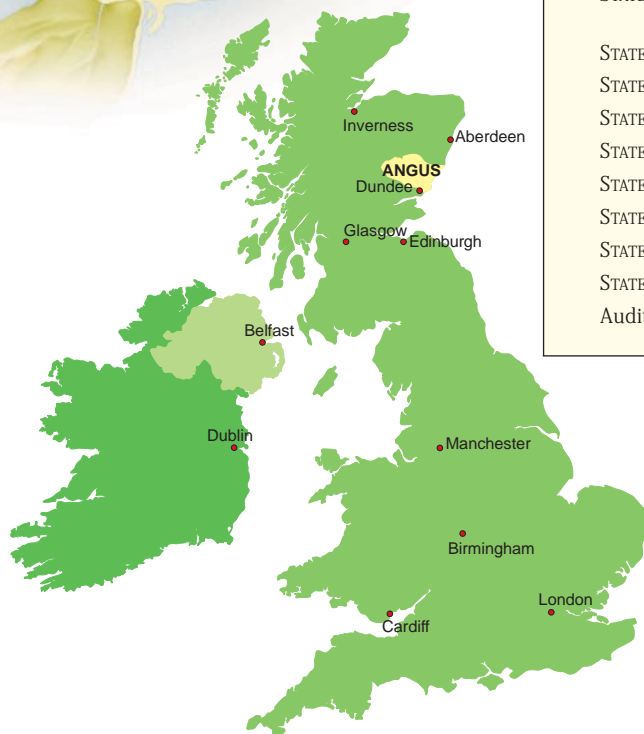 Inverness
Aberdeen
ANGUS
Dundee
Glasgow
Edinburgh
Belfast
Dublin
Manchester
Birmingham
London
Cardiff
STATE
STATE
STATE
STATE
STATE
STATE
STATE
STATE